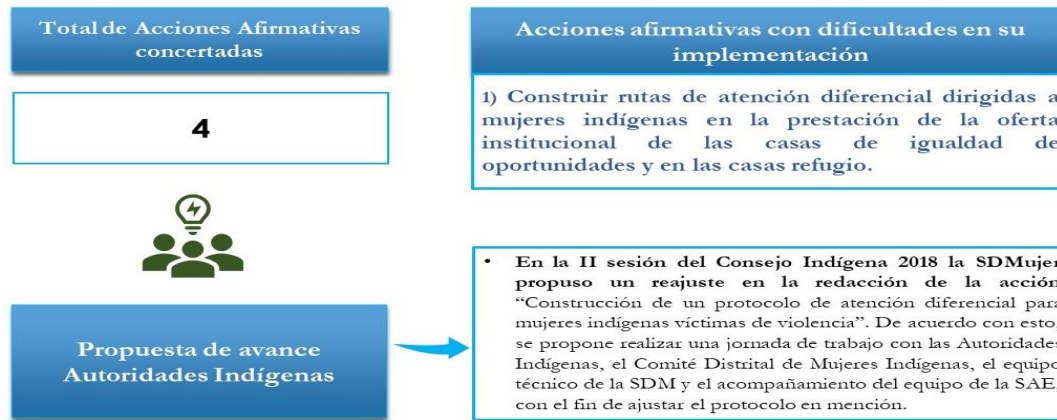 Total de Acciones Afirmativas
concertadas
4
Acciones afirmativas con dificultades en su
implementación
1) Construir rutas de atención diferencial dirigidas a
mujeres indígenas en la prestación de la oferta
institucional de las casas de igualdad de
oportunidades y en las casas refugio.
Propuesta de avance
Autoridades Indígenas
• En la II sesión del Consejo Indígena 2018 la SDMujer
propuso un reajuste en la redacción de la acción
“Construcción de un protocolo de atención diferencial para
mujeres indígenas víctimas de violencia”. De acuerdo con esto,
se propone realizar una jornada de trabajo con las Autoridades
Indígenas, el Comité Distrital de Mujeres Indígenas, el equipo
técnico de la SDM y el acompañamiento del equipo de la SAE,
con el fin de ajustar el protocolo en mención.